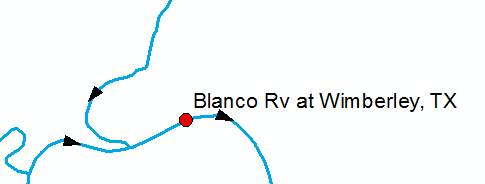 Blanco Rv at Wimberley, TX